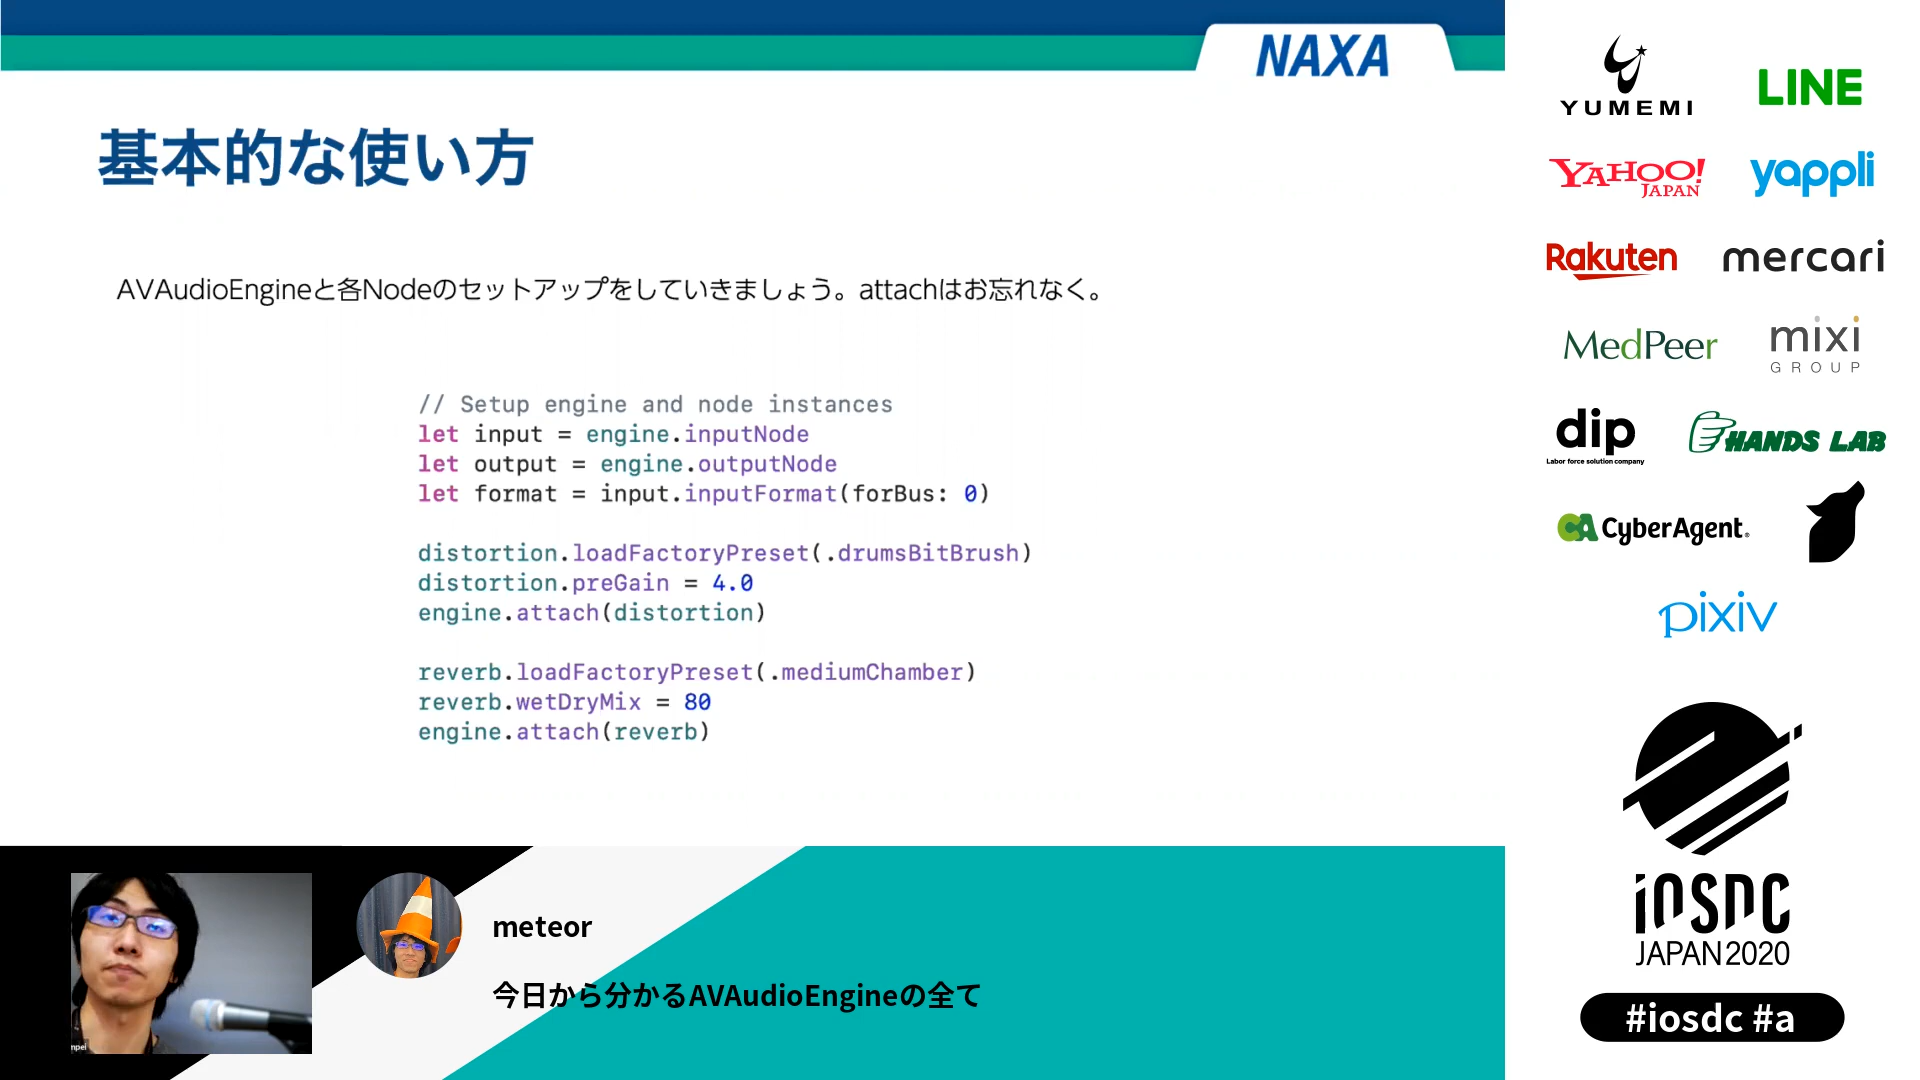 NAXA
基本的な使い方
AVAudioEngineと各Nodeのセットアップをしていきましょう。attachはお忘れなく。
// Setup engine and node instances
let input = engine.inputNode
let output = engine.outputNode
let format = input.inputFormat(forBus: 0)
distortion.loadFactoryPreset(.drumsBitBrush)
distortion.preGain = 4.0
engine.attach(distortion)
reverb.loadFactoryPreset(.mediumChamber)
reverb.wetDryMix = 80
engine.attach(reverb)
meteor
今日から分かるAVAudioEngineの全て
YUMEMI
LINE
YAHOO!
JAPAN
yappli
Rakuten
mercari
MedPeer
mixi
GROUP
dip
Labor force solution company
HANDS LAB
CA CyberAgent.
pixiv
iOSDC
JAPAN 2020
#iosdc #a